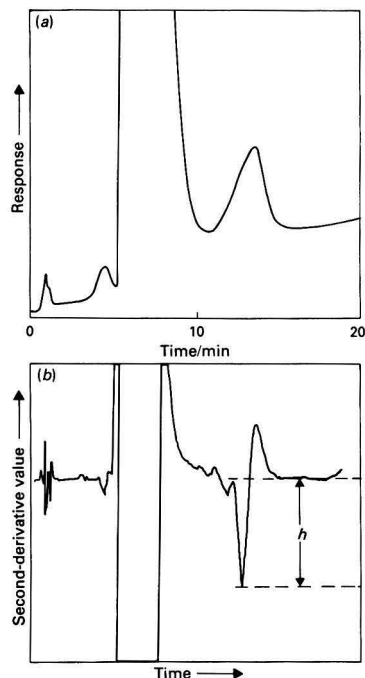 (a)
Response
0
10
20
Time/min
(b)
Second-derivative value
h
Time